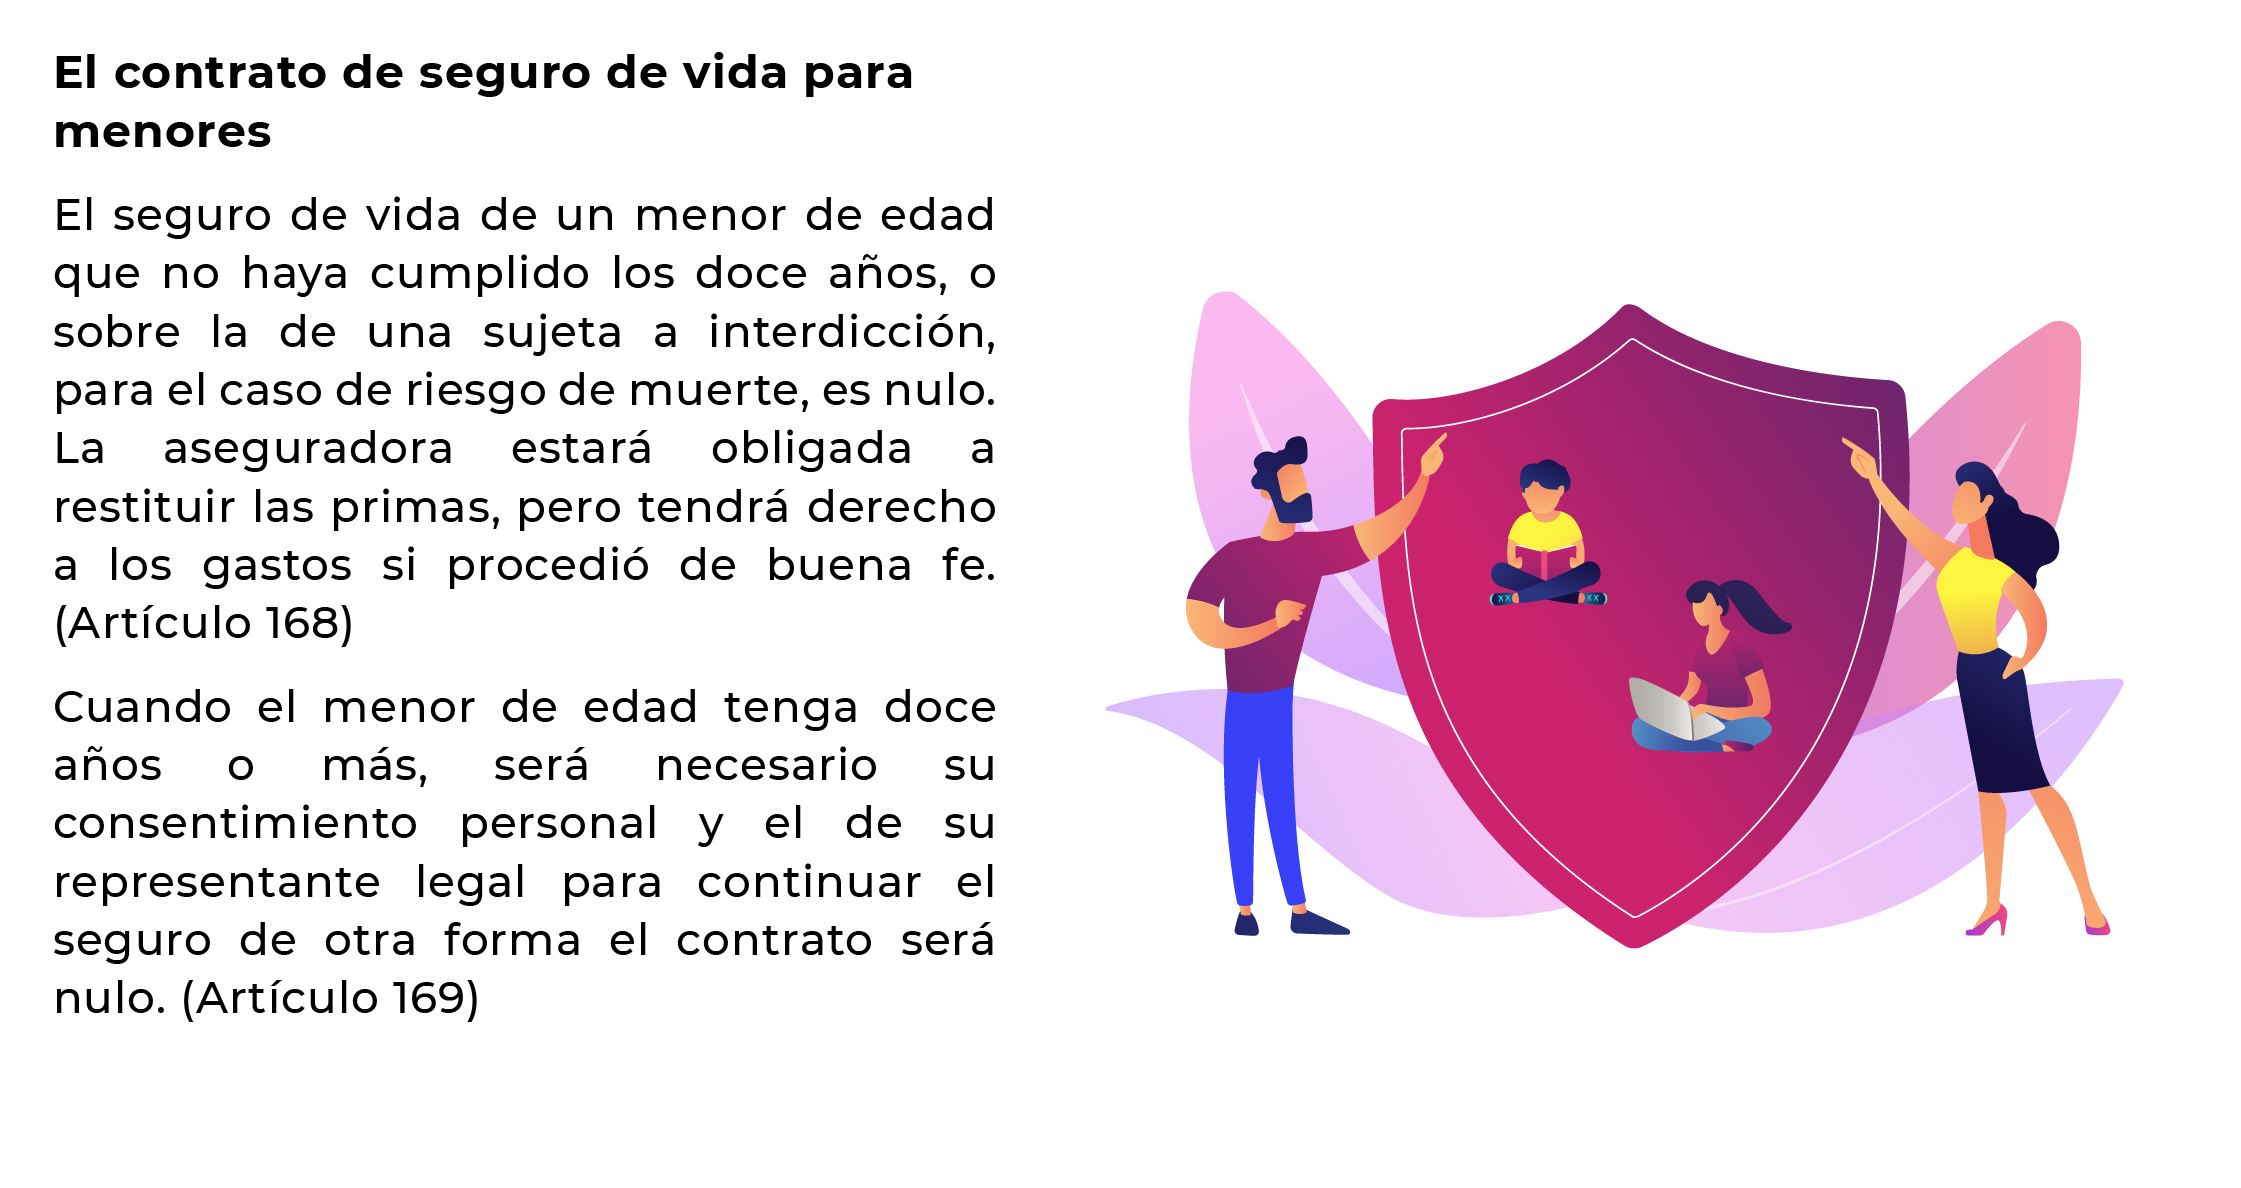 El contrato de seguro de vida para
menores
El seguro de vida de un menor de edad
que no haya cumplido los doce años, o
sobre la de una sujeta a interdicción,
para el caso de riesgo de muerte, es nulo.
La aseguradora estará obligada a
restituir las primas, pero tendrá derecho
a los gastos si procedió de buena fe.
(Artículo 168)
Cuando el menor de edad tenga doce
años o más, será necesario su
consentimiento personal y el de su
representante legal para continuar el
seguro de otra forma el contrato será
nulo. (Artículo 169)